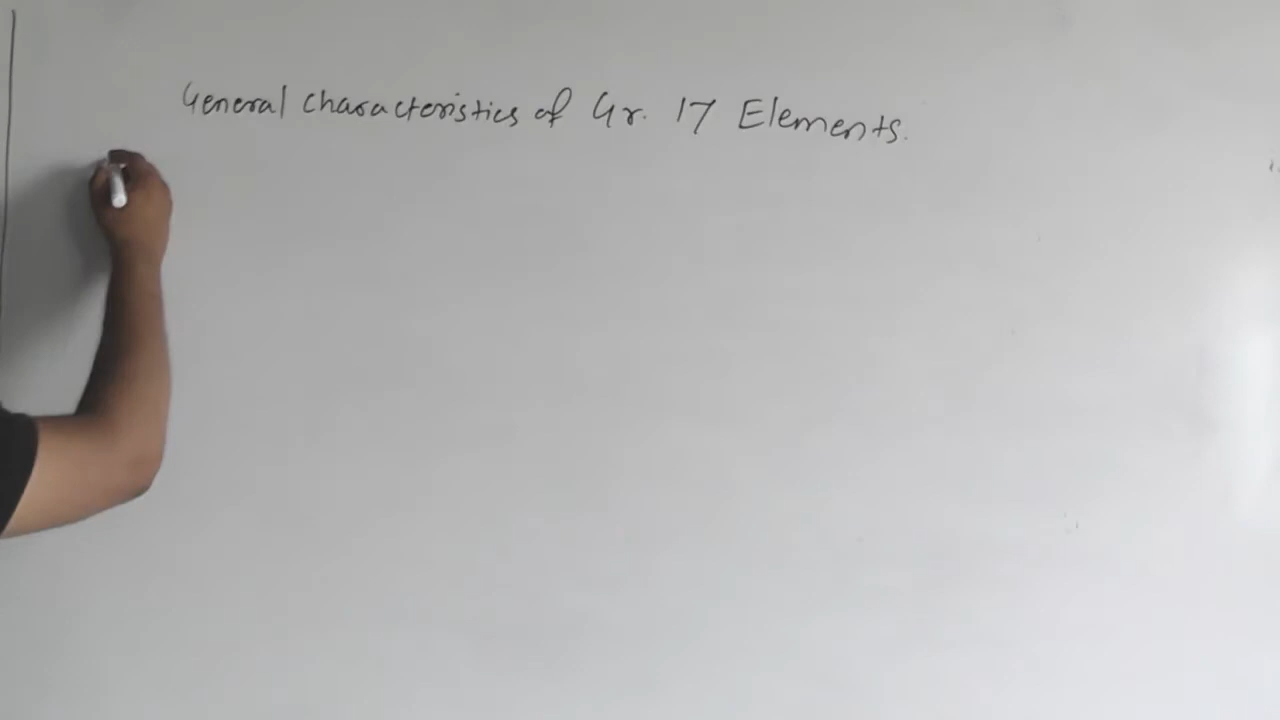 General characteristics of Gr. 17 Elements.